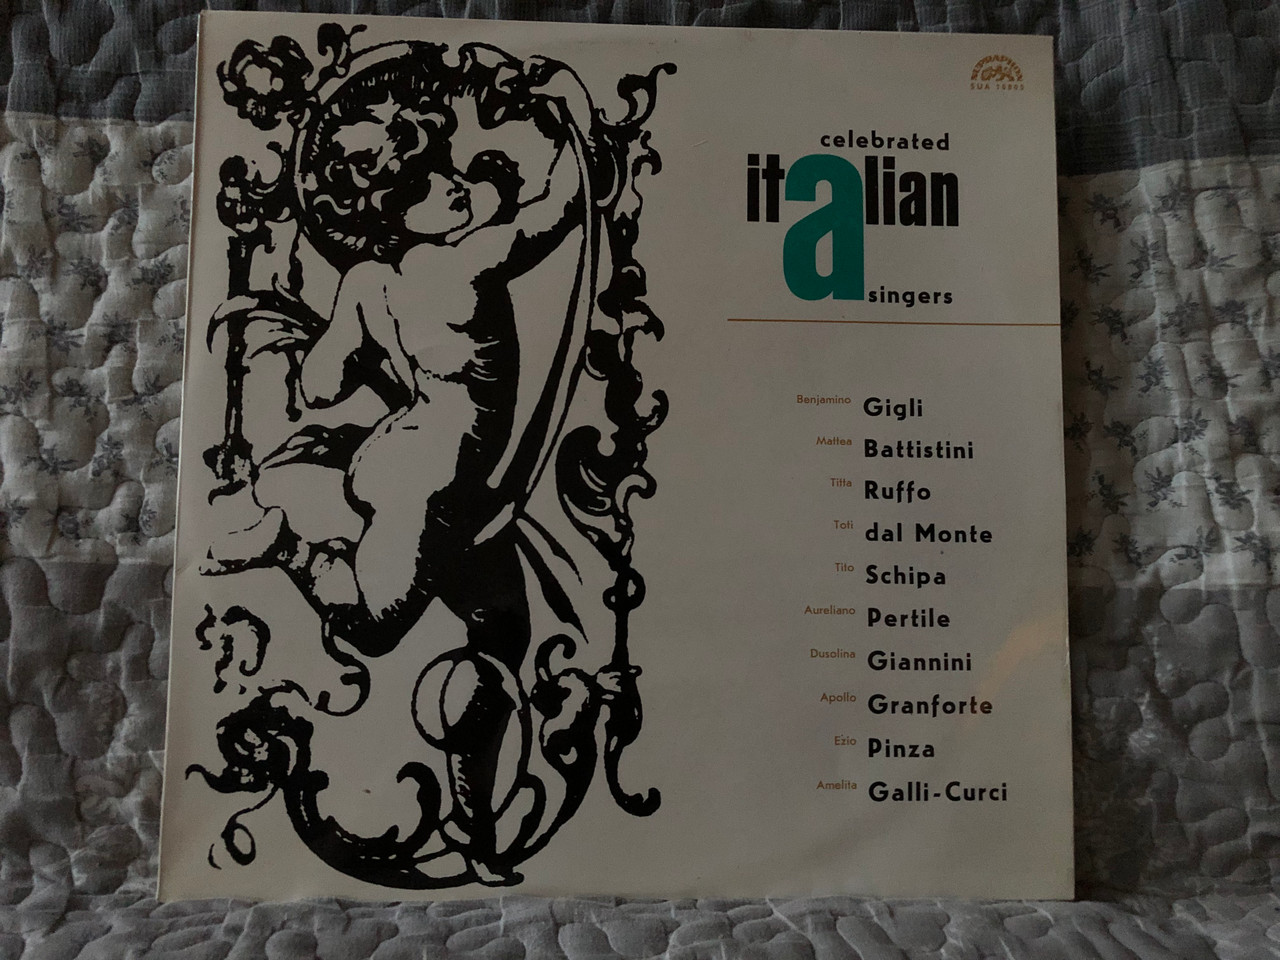 SUPRAPHON
celebrated
italian
singers
Benjamino Gigli
Mattea Battistini
Titta Ruffo
Toti dal Monte
Tito Schipa
Aureliano Pertile
Dusolina Giannini
Apollo Granforte
Ezio Pinza
Amelita Galli-Curci